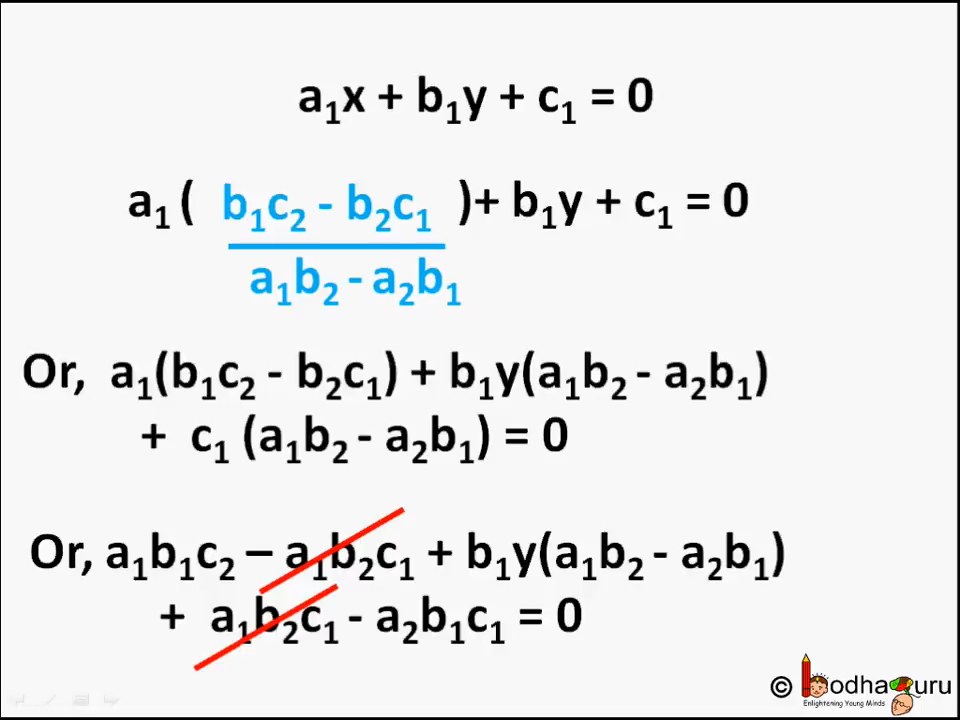 a₁x + b₁y + c₁ = 0
a₁ ( b₁c₂ - b₂c₁ )+ b₁y + c₁ = 0
a₁b₂ - a₂b₁
Or, a₁(b₁c₂ - b₂c₁) + b₁y(a₁b₂ - a₂b₁)
+ c₁ (a₁b₂ - a₂b₁) = 0
Or, a₁b₁c₂ – a₁b₂c₁ + b₁y(a₁b₂ - a₂b₁)
+ a₁b₂c₁ - a₂b₁c₁ = 0
© bodhaguru
Enlightening Young Minds